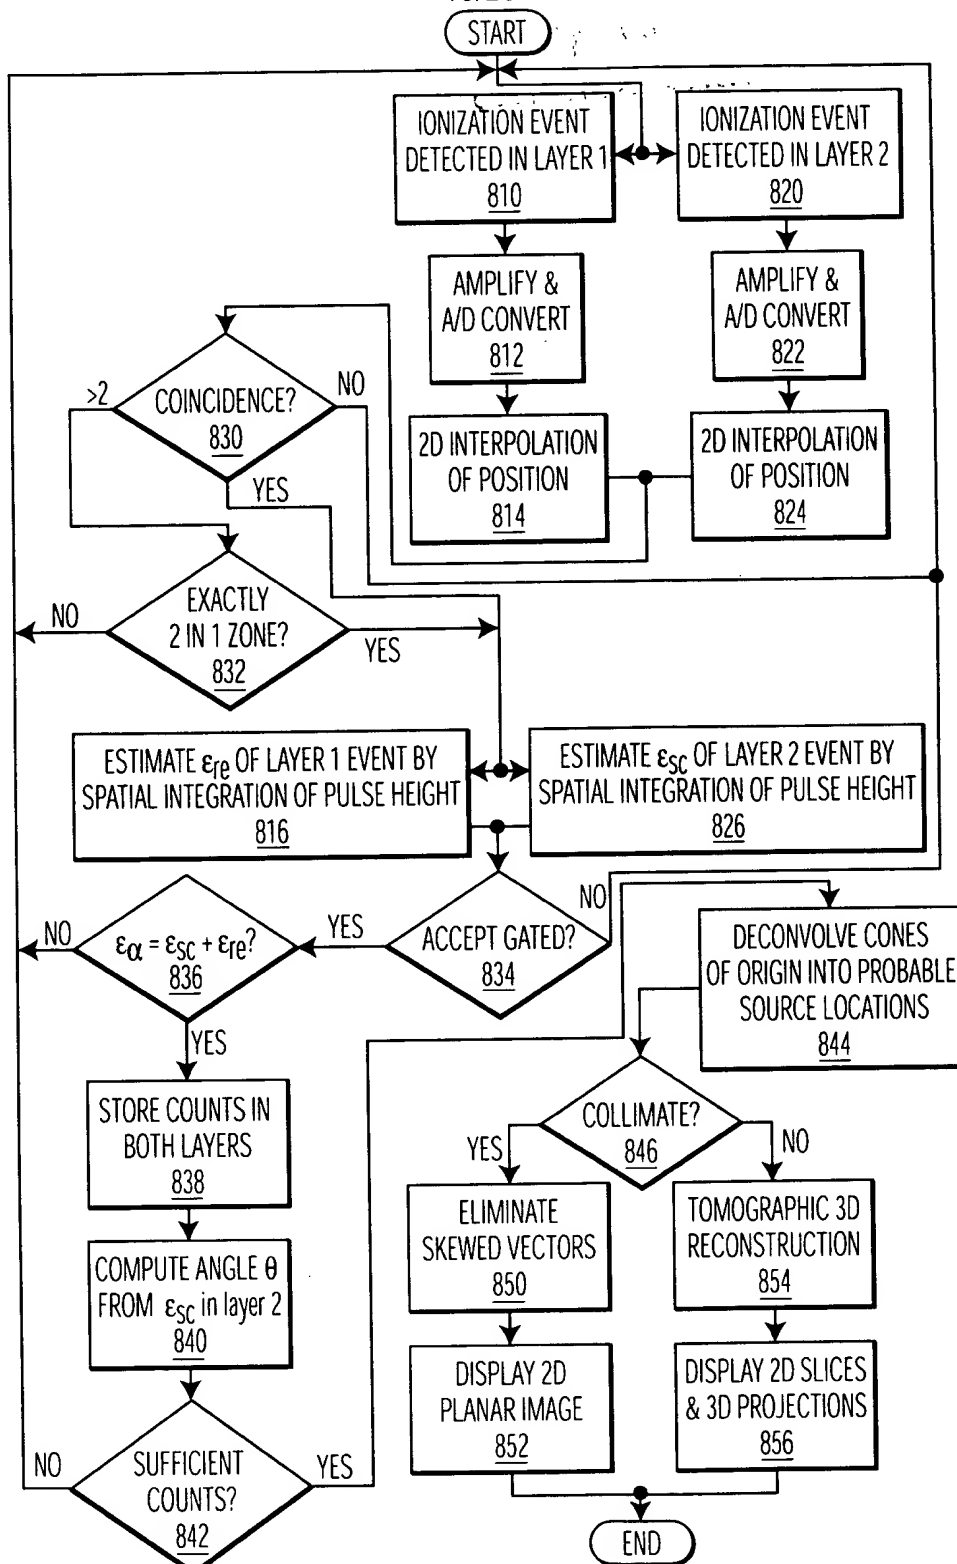 START
IONIZATION EVENT
DETECTED IN LAYER 1
810
IONIZATION EVENT
DETECTED IN LAYER 2
820
AMPLIFY &
A/D CONVERT
812
AMPLIFY &
A/D CONVERT
822
>2
COINCIDENCE?
830
NO
YES
2D INTERPOLATION
OF POSITION
814
2D INTERPOLATION
OF POSITION
824
NO
EXACTLY
2 IN 1 ZONE?
832
YES
ESTIMATE εre OF LAYER 1 EVENT BY
SPATIAL INTEGRATION OF PULSE HEIGHT
816
ESTIMATE εsc OF LAYER 2 EVENT BY
SPATIAL INTEGRATION OF PULSE HEIGHT
826
NO
εα = εsc + εre?
836
YES
ACCEPT GATED?
834
NO
DECONVOLVE CONES
OF ORIGIN INTO PROBABLE
SOURCE LOCATIONS
844
YES
STORE COUNTS IN
BOTH LAYERS
838
COLLIMATE?
846
YES
NO
COMPUTE ANGLE θ
FROM εsc in layer 2
840
ELIMINATE
SKEWED VECTORS
850
TOMOGRAPHIC 3D
RECONSTRUCTION
854
DISPLAY 2D
PLANAR IMAGE
852
DISPLAY 2D SLICES
& 3D PROJECTIONS
856
NO
SUFFICIENT
COUNTS?
842
YES
END